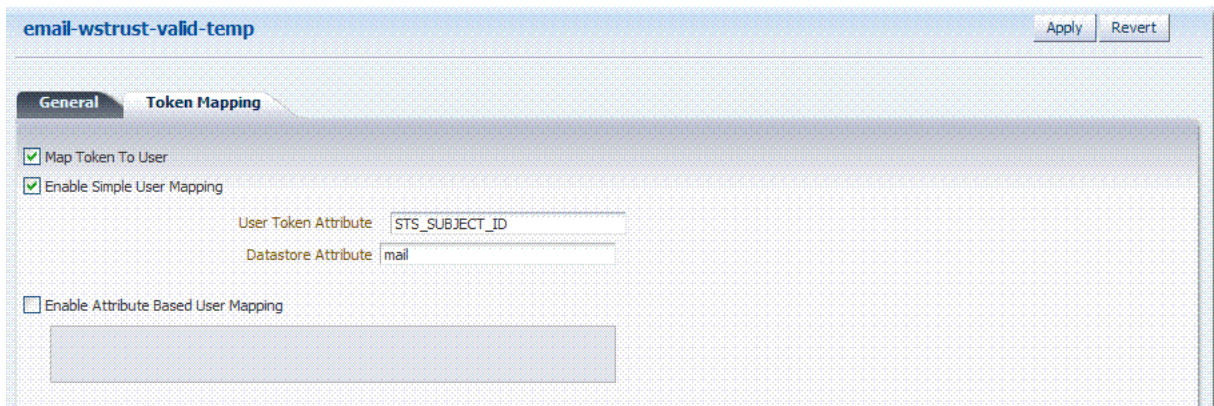 email-wstrust-valid-temp
Apply Revert
General Token Mapping
Map Token To User
Enable Simple User Mapping
User Token Attribute STS_SUBJECT_ID
Datastore Attribute mail
Enable Attribute Based User Mapping